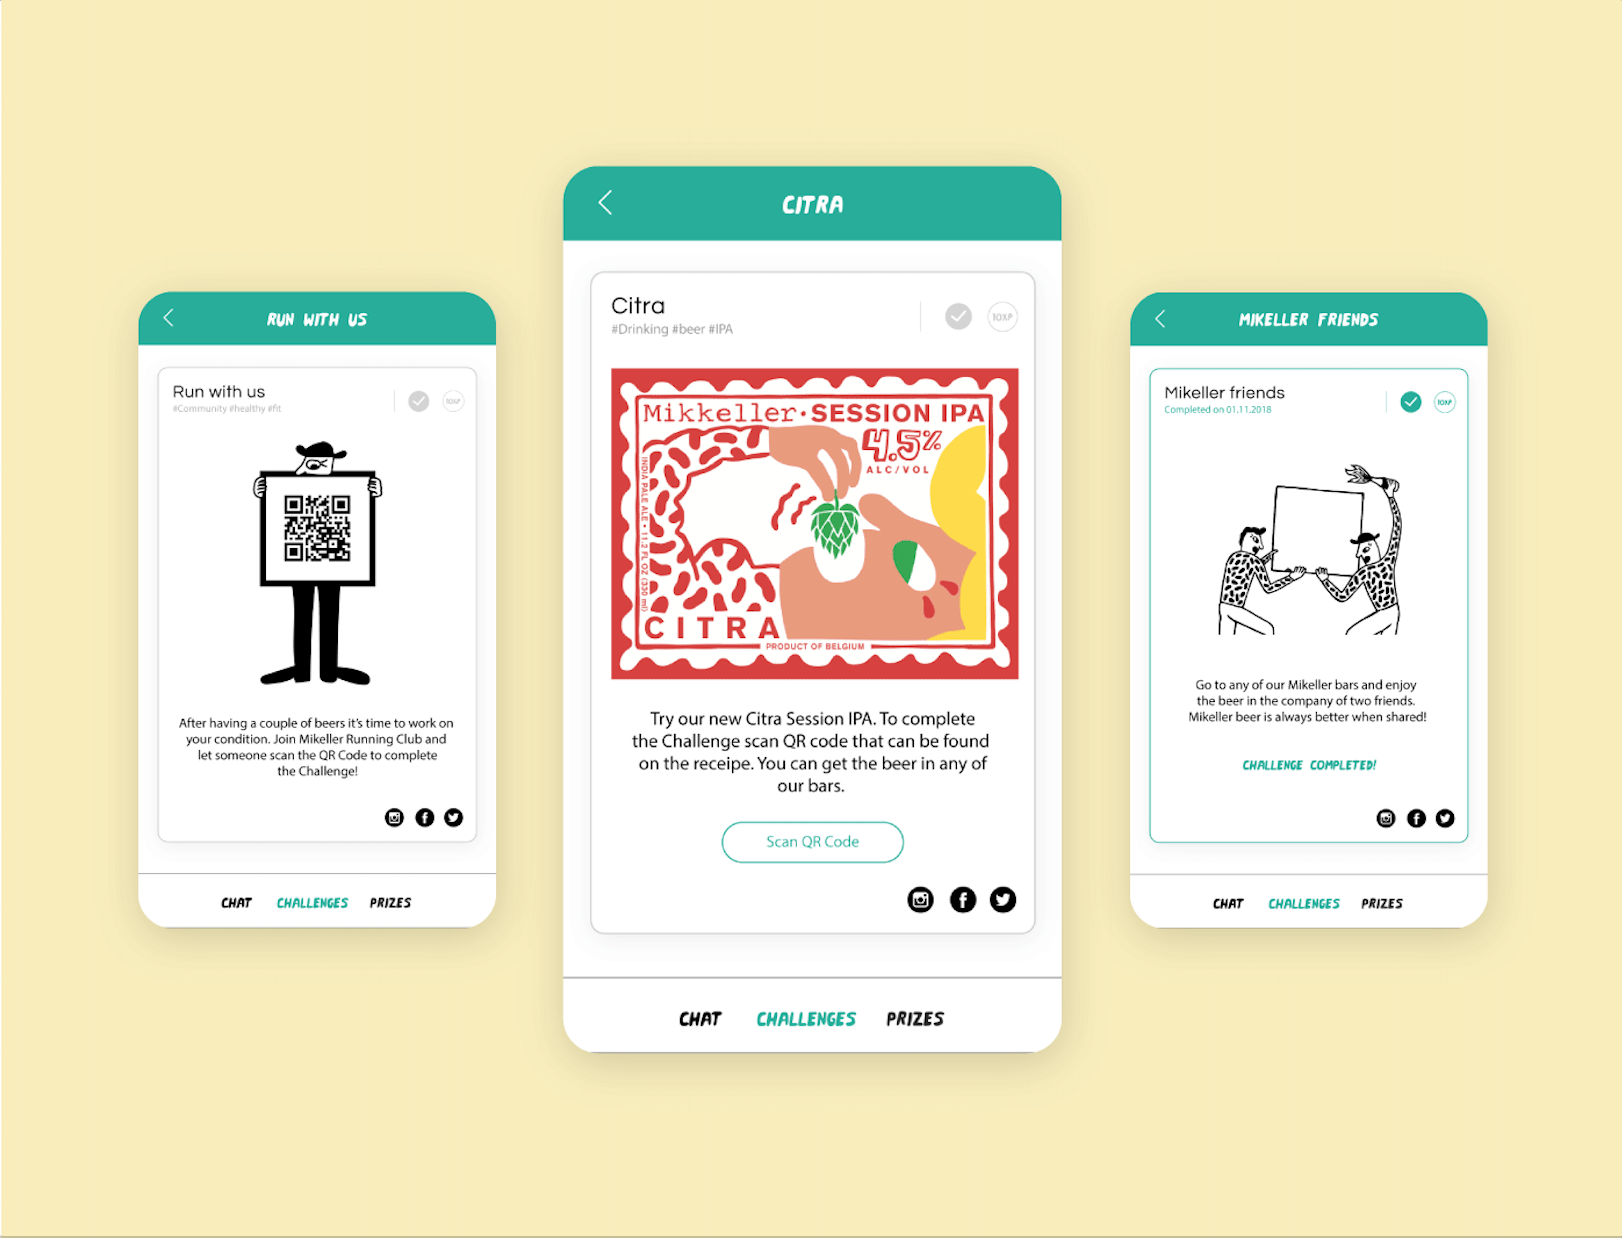 RUN WITH US
Run with us
#Community #healthy #fit
10XP
After having a couple of beers it's time to work on
your condition. Join Mikeller Running Club and
let someone scan the QR Code to complete
the Challenge!
CHAT CHALLENGES PRIZES
CITRA
Citra
#Drinking #beer #IPA
10XP
Mikkeller · SESSION IPA
4.5%
ALC/VOL
INDIA PALE ALE • 11.2 FL OZ (330 ml)
CITRA
PRODUCT OF BELGIUM
Try our new Citra Session IPA. To complete
the Challenge scan QR code that can be found
on the receipe. You can get the beer in any of
our bars.
Scan QR Code
CHAT CHALLENGES PRIZES
MIKELLER FRIENDS
Mikeller friends
Completed on 01.11.2018
10XP
Go to any of our Mikeller bars and enjoy
the beer in the company of two friends.
Mikeller beer is always better when shared!
CHALLENGE COMPLETED!
CHAT CHALLENGES PRIZES